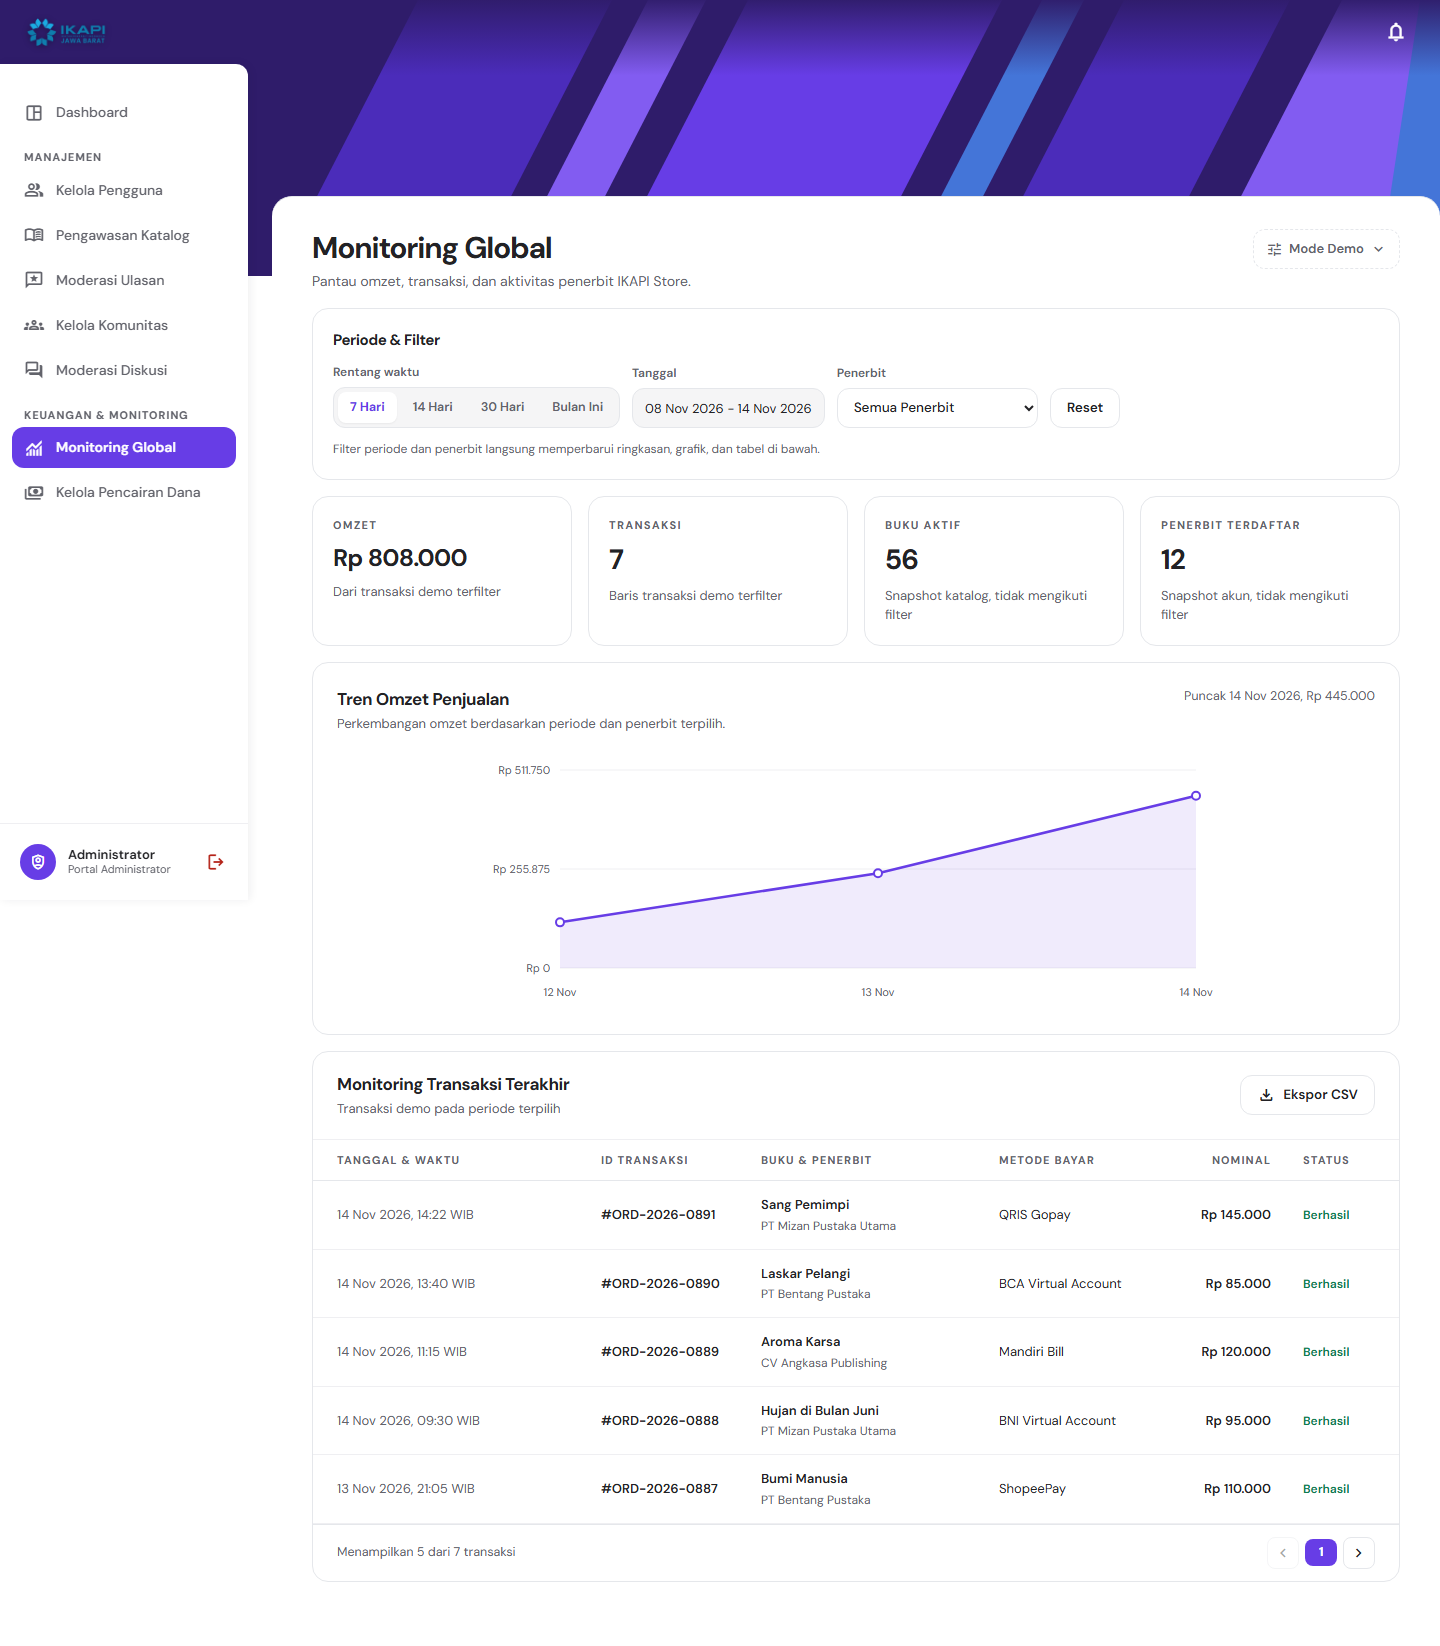 IKAPI
JAWA BARAT
Dashboard
MANAJEMEN
Kelola Pengguna
Pengawasan Katalog
Moderasi Ulasan
Kelola Komunitas
Moderasi Diskusi
KEUANGAN & MONITORING
Monitoring Global
Kelola Pencairan Dana
Administrator
Portal Administrator
Monitoring Global
Mode Demo
Pantau omzet, transaksi, dan aktivitas penerbit IKAPI Store.
Periode & Filter
Rentang waktu
Tanggal
Penerbit
7 Hari 14 Hari 30 Hari Bulan Ini
08 Nov 2026 - 14 Nov 2026
Semua Penerbit
Reset
Filter periode dan penerbit langsung memperbarui ringkasan, grafik, dan tabel di bawah.
OMZET
Rp 808.000
Dari transaksi demo terfilter
TRANSAKSI
7
Baris transaksi demo terfilter
BUKU AKTIF
56
Snapshot katalog, tidak mengikuti
filter
PENERBIT TERDAFTAR
12
Snapshot akun, tidak mengikuti
filter
Tren Omzet Penjualan
Puncak 14 Nov 2026, Rp 445.000
Perkembangan omzet berdasarkan periode dan penerbit terpilih.
Rp 511.750
Rp 255.875
Rp 0
12 Nov 13 Nov 14 Nov
Monitoring Transaksi Terakhir
Transaksi demo pada periode terpilih
Ekspor CSV
TANGGAL & WAKTU ID TRANSAKSI BUKU & PENERBIT METODE BAYAR NOMINAL STATUS
14 Nov 2026, 14:22 WIB #ORD-2026-0891 Sang Pemimpi QRIS Gopay Rp 145.000 Berhasil
PT Mizan Pustaka Utama
14 Nov 2026, 13:40 WIB #ORD-2026-0890 Laskar Pelangi BCA Virtual Account Rp 85.000 Berhasil
PT Bentang Pustaka
14 Nov 2026, 11:15 WIB #ORD-2026-0889 Aroma Karsa Mandiri Bill Rp 120.000 Berhasil
CV Angkasa Publishing
14 Nov 2026, 09:30 WIB #ORD-2026-0888 Hujan di Bulan Juni BNI Virtual Account Rp 95.000 Berhasil
PT Mizan Pustaka Utama
13 Nov 2026, 21:05 WIB #ORD-2026-0887 Bumi Manusia ShopeePay Rp 110.000 Berhasil
PT Bentang Pustaka
Menampilkan 5 dari 7 transaksi
1